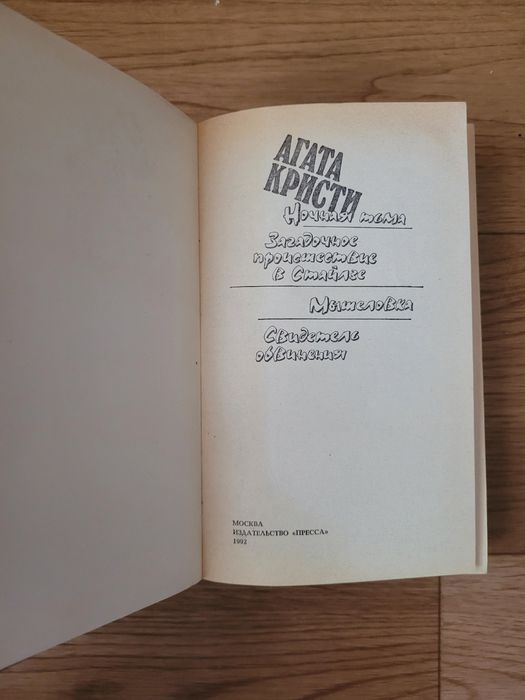 АГАТА
КРИСТИ
Ночная тьма
Загадочное
происшествие
в Стайлзе
Мышеловка
Свидетель
обвинения
МОСКВА
ИЗДАТЕЛЬСТВО «ПРЕССА»
1992